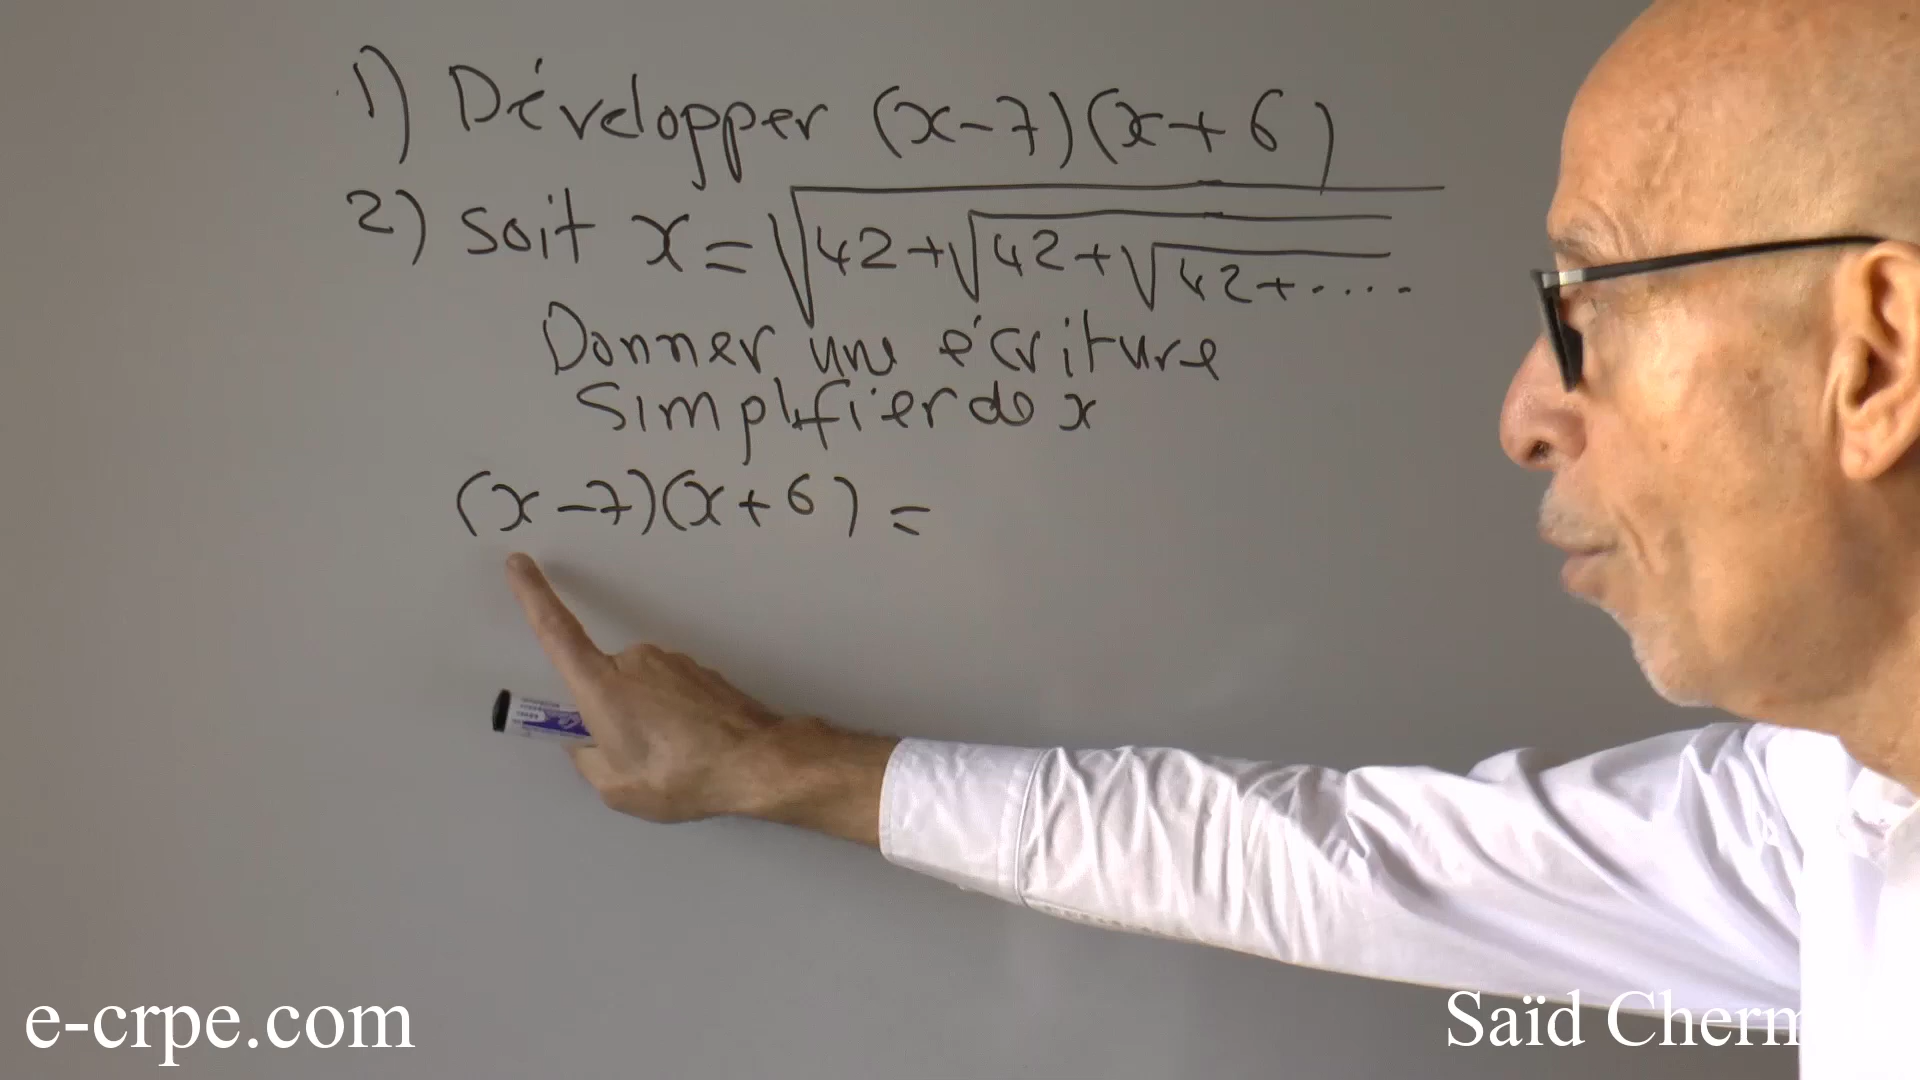 1) Développer (x-7)(x+6)
2) soit x = √42+√42+√42+....
Donner une écriture
Simplifier de x
(x-7)(x+6) =
e-crpe.com
Saïd Cherm